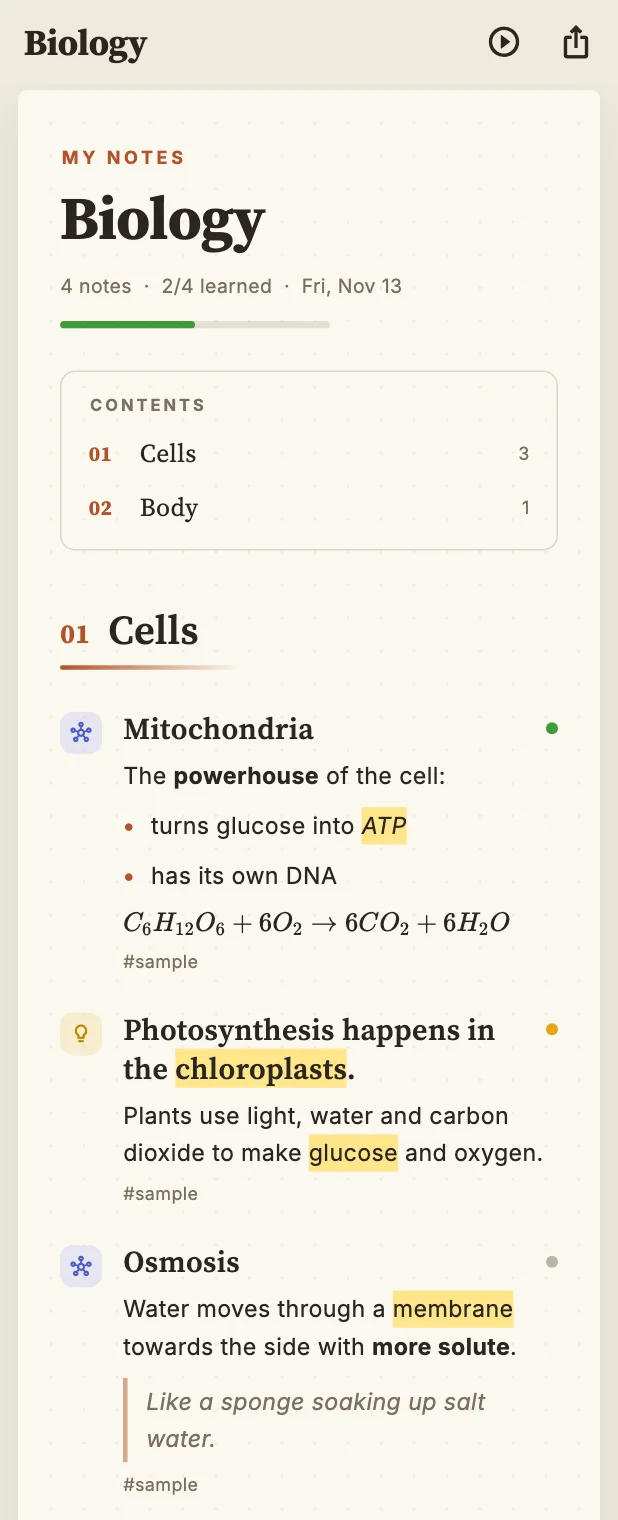 Biology
MY NOTES
Biology
4 notes · 2/4 learned · Fri, Nov 13
CONTENTS
01 Cells 3
02 Body 1
01 Cells
Mitochondria
The powerhouse of the cell:
• turns glucose into ATP
• has its own DNA
C₆H₁₂O₆ + 6O₂ → 6CO₂ + 6H₂O
#sample
Photosynthesis happens in
the chloroplasts.
Plants use light, water and carbon
dioxide to make glucose and oxygen.
#sample
Osmosis
Water moves through a membrane
towards the side with more solute.
Like a sponge soaking up salt
water.
#sample